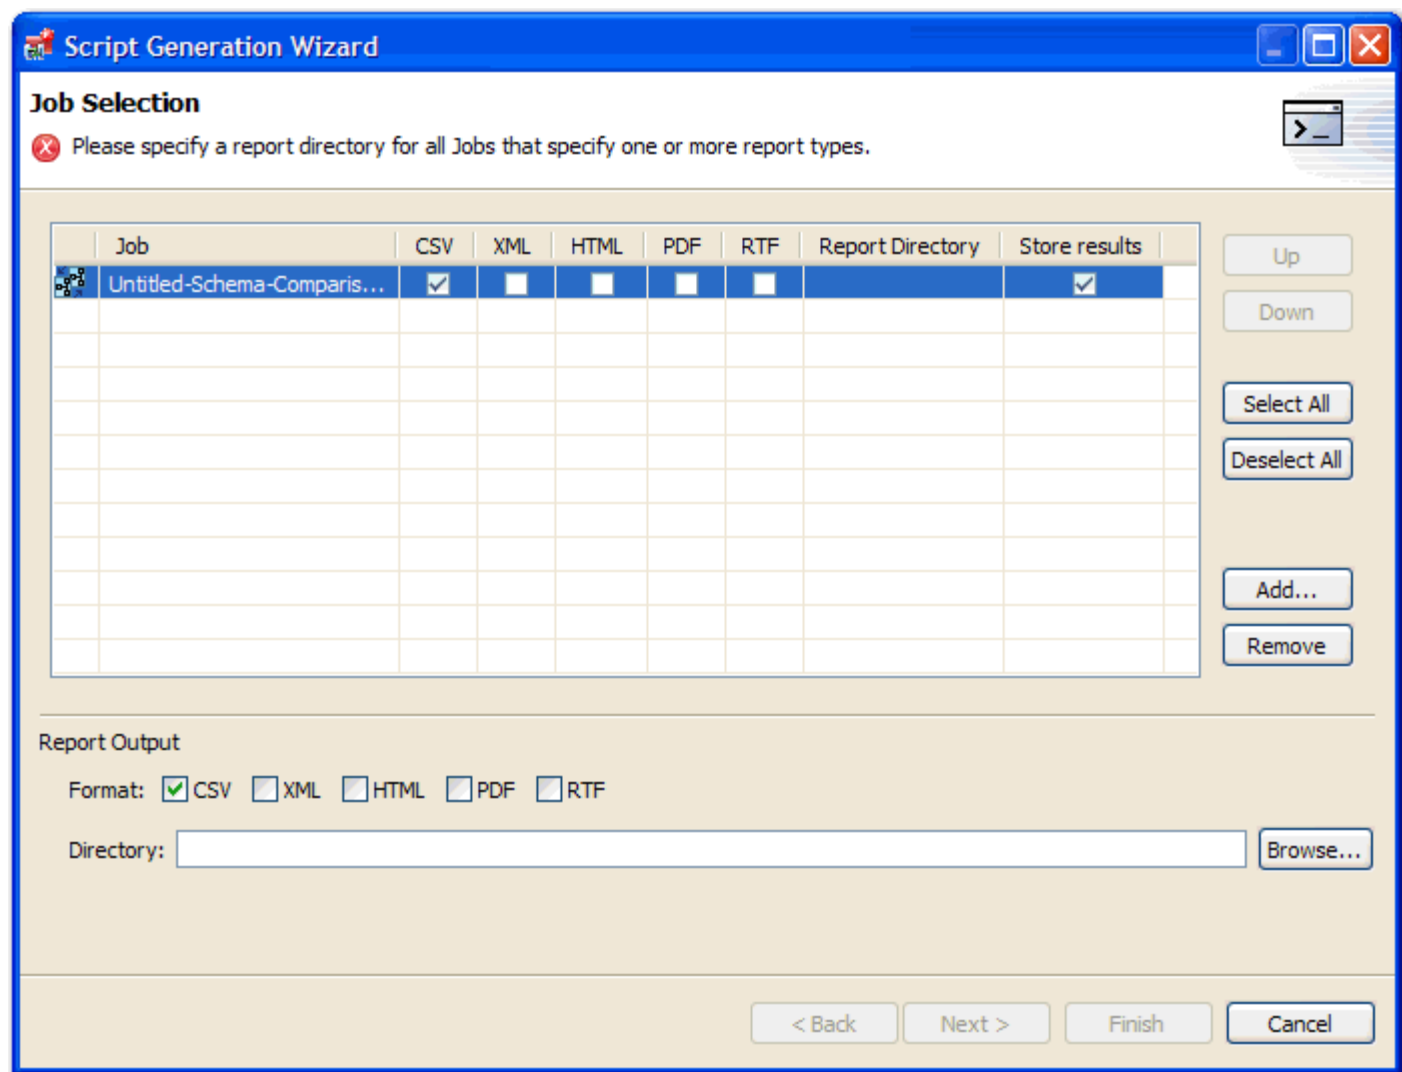 Script Generation Wizard
Job Selection
Please specify a report directory for all Jobs that specify one or more report types.
Job CSV XML HTML PDF RTF Report Directory Store results
Untitled-Schema-Comparis...
Up
Down
Select All
Deselect All
Add...
Remove
Report Output
Format: CSV XML HTML PDF RTF
Directory: Browse...
< Back Next > Finish Cancel